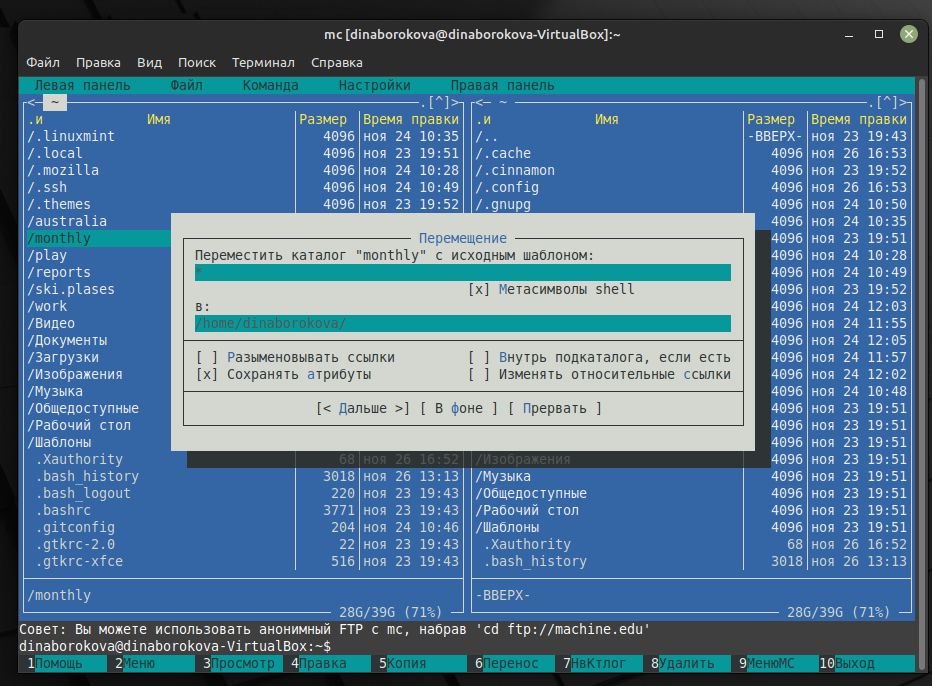 mc [dinaborokova@dinaborokova-VirtualBox]:~
Файл Правка Вид Поиск Терминал Справка
Левая панель Файл Команда Настройки Правая панель
<─ ~ .[^]> <─ ~ .[^]>
.и Имя Размер Время правки .и Имя Размер Время правки
/.linuxmint 4096 ноя 24 10:35 /.. -ВВЕРХ- ноя 23 19:43
/.local 4096 ноя 23 19:51 /.cache 4096 ноя 26 16:53
/.mozilla 4096 ноя 24 10:28 /.cinnamon 4096 ноя 23 19:52
/.ssh 4096 ноя 24 10:49 /.config 4096 ноя 26 16:53
/.themes 4096 ноя 23 19:52 /.gnupg 4096 ноя 24 10:50
/australia 4096 ноя 24 10:35
/monthly Перемещение 4096 ноя 23 19:51
/play Переместить каталог "monthly" с исходным шаблоном: 4096 ноя 24 10:28
/reports * 4096 ноя 24 10:49
/ski.plases [x] Метасимволы shell 4096 ноя 23 19:52
/work в: 4096 ноя 24 12:03
/Видео /home/dinaborokova/ 4096 ноя 24 11:55
/Документы 4096 ноя 24 12:05
/Загрузки [ ] Разыменовывать ссылки [ ] Внутрь подкаталога, если есть 4096 ноя 24 11:57
/Изображения [x] Сохранять атрибуты [ ] Изменять относительные ссылки 4096 ноя 24 12:02
/Музыка 4096 ноя 24 10:48
/Общедоступные [< Дальше >] [ В фоне ] [ Прервать ] 4096 ноя 23 19:51
/Рабочий стол 4096 ноя 23 19:51
/Шаблоны 4096 ноя 23 19:51
.Xauthority 68 ноя 26 16:52 /Изображения 4096 ноя 23 19:51
.bash_history 3018 ноя 26 13:13 /Музыка 4096 ноя 23 19:51
.bash_logout 220 ноя 23 19:43 /Общедоступные 4096 ноя 23 19:51
.bashrc 3771 ноя 23 19:43 /Рабочий стол 4096 ноя 23 19:51
.gitconfig 204 ноя 24 10:46 /Шаблоны 4096 ноя 23 19:51
.gtkrc-2.0 22 ноя 23 19:43 .Xauthority 68 ноя 26 16:52
.gtkrc-xfce 516 ноя 23 19:43 .bash_history 3018 ноя 26 13:13
/monthly -ВВЕРХ-
28G/39G (71%) 28G/39G (71%)
Совет: Вы можете использовать анонимный FTP с mc, набрав 'cd ftp://machine.edu'
dinaborokova@dinaborokova-VirtualBox:~$
1Помощь 2Меню 3Просмотр 4Правка 5Копия 6Перенос 7НвКтлог 8Удалить 9МенюМС 10Выход